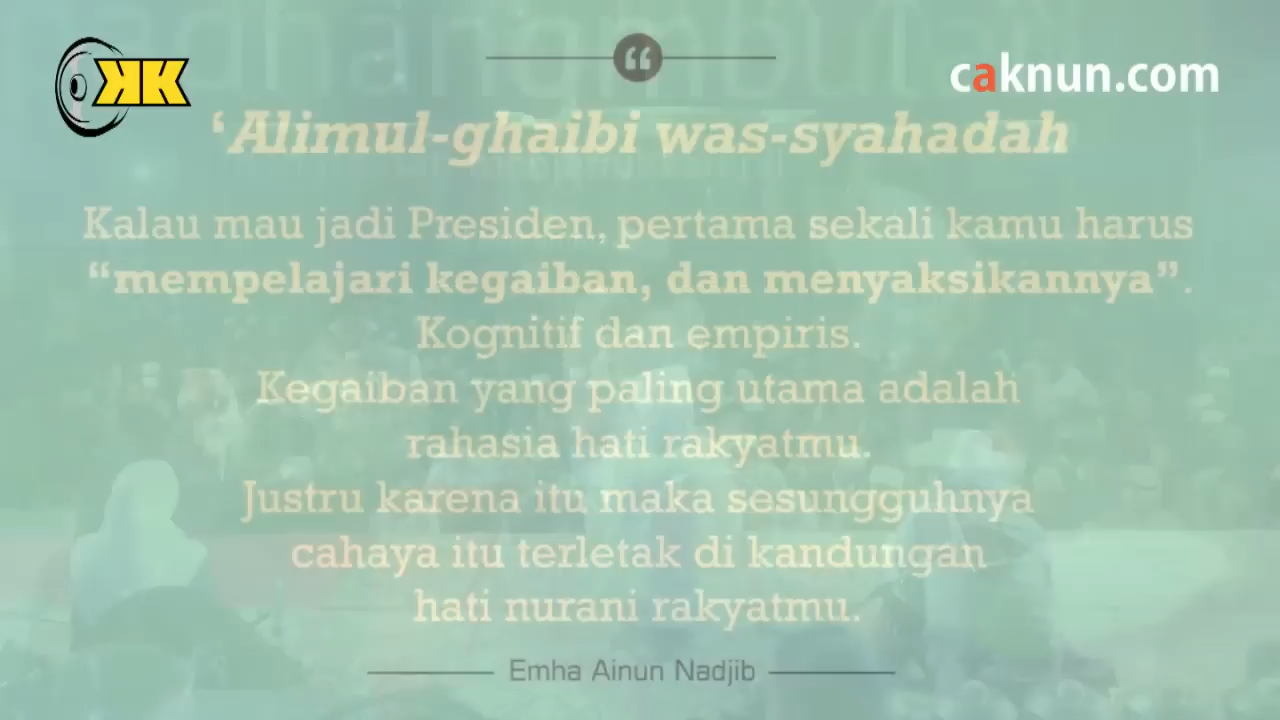 KK
caknun.com
‘Alimul-ghaibi was-syahadah
Kalau mau jadi Presiden, pertama sekali kamu harus
“mempelajari kegaiban, dan menyaksikannya”.
Kognitif dan empiris.
Kegaiban yang paling utama adalah
rahasia hati rakyatmu.
Justru karena itu maka sesungguhnya
cahaya itu terletak di kandungan
hati nurani rakyatmu.
Emha Ainun Nadjib